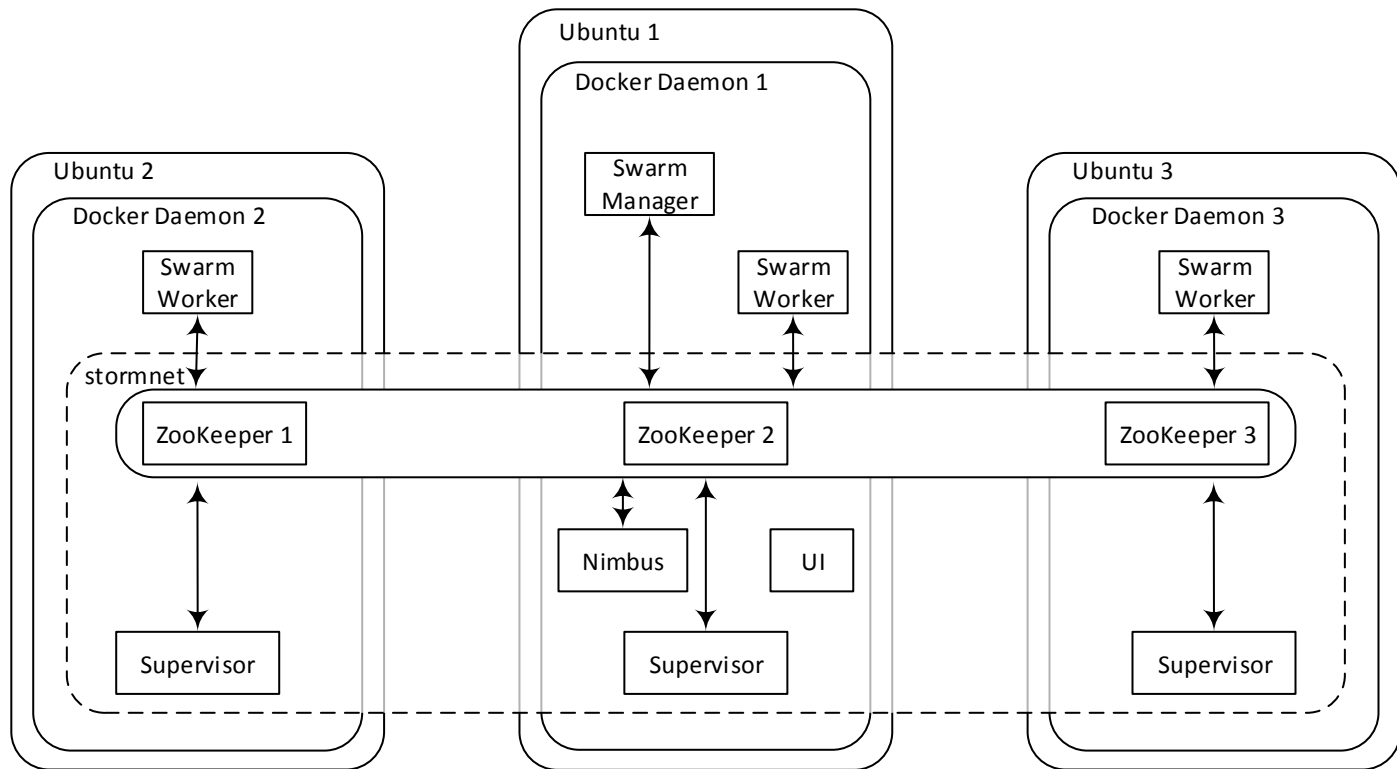 Ubuntu 1
Docker Daemon 1
Swarm
Manager
Swarm
Worker
Ubuntu 2
Docker Daemon 2
Swarm
Worker
Ubuntu 3
Docker Daemon 3
Swarm
Worker
stormnet
ZooKeeper 1
ZooKeeper 2
ZooKeeper 3
Nimbus
UI
Supervisor
Supervisor
Supervisor